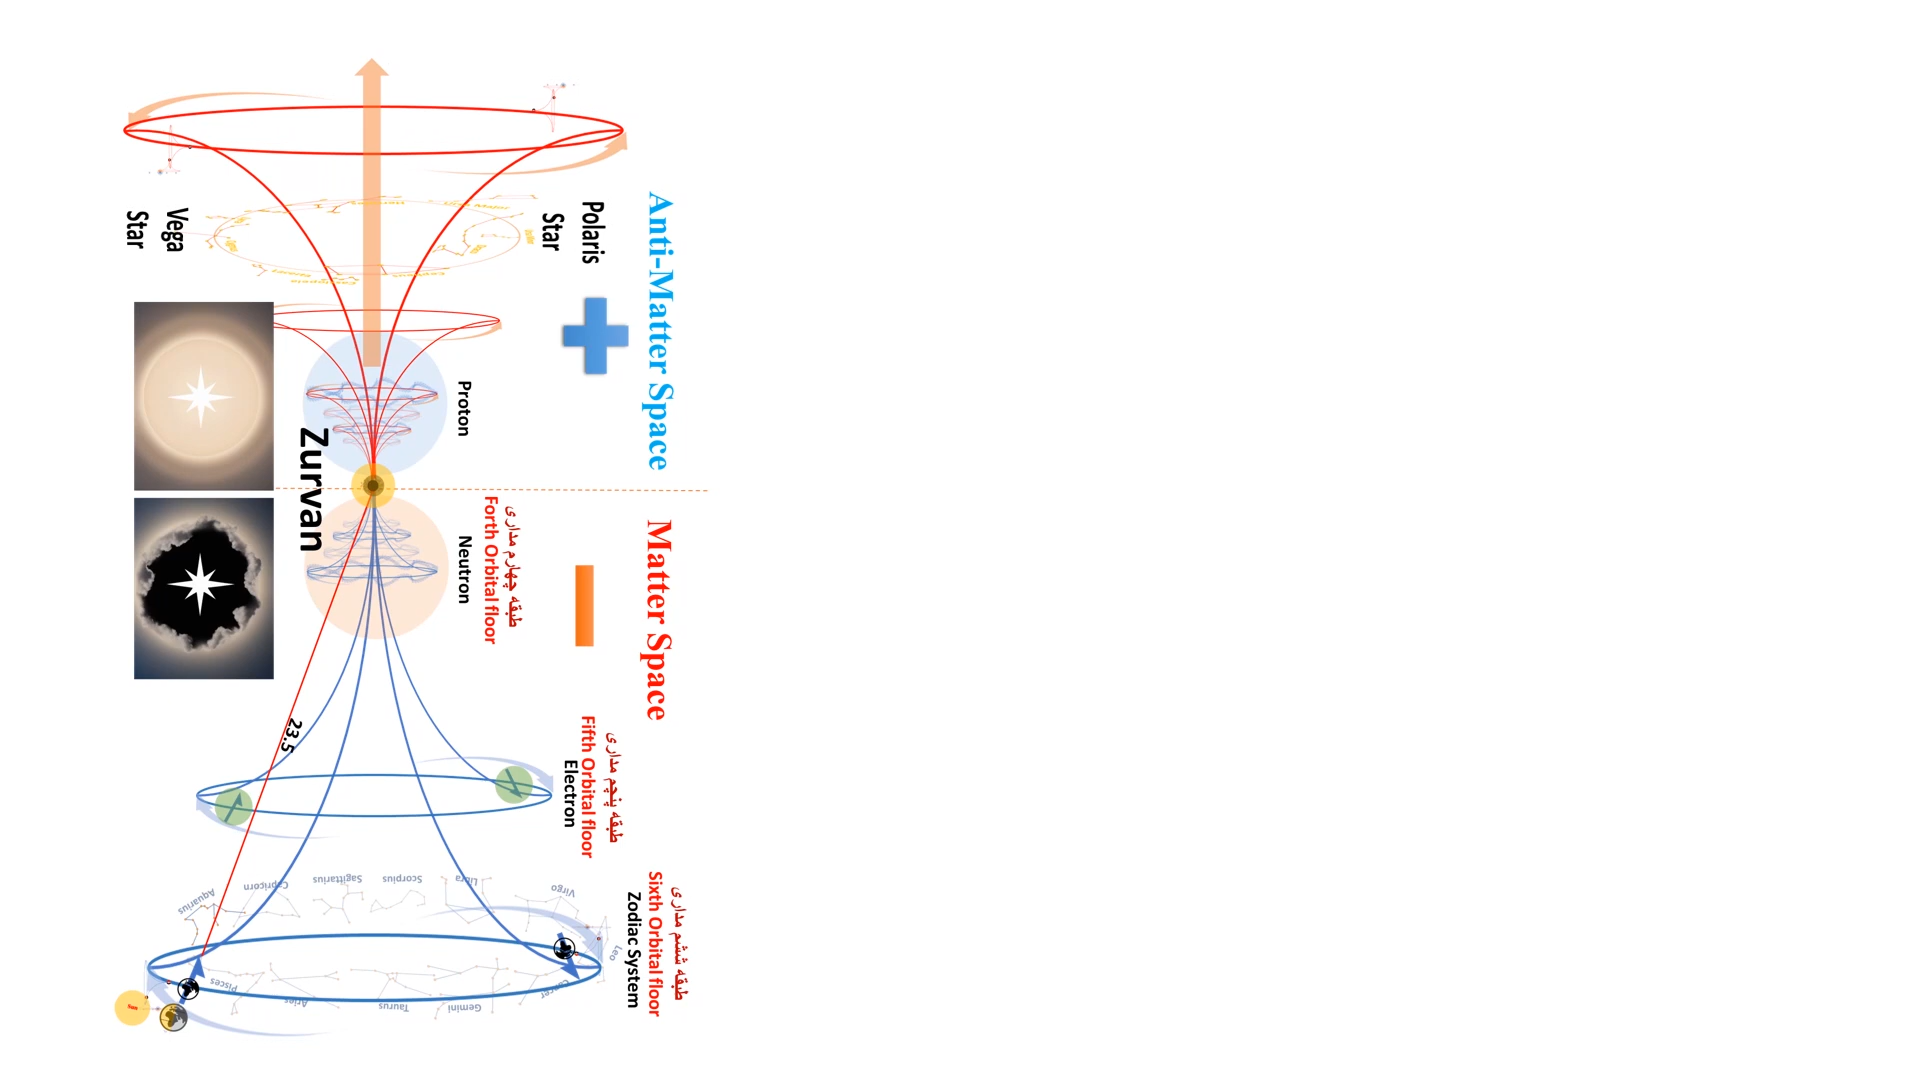 Anti-Matter Space
Polaris
Star
Vega
Star
Proton
Zurvan
Matter Space
طبقه چهارم مداری
Forth Orbital floor
Neutron
23.5
طبقه پنجم مداری
Fifth Orbital floor
Electron
طبقه ششم مداری
Sixth Orbital floor
Zodiac System
Aquarius
Capricorn
Sagittarius
Scorpius
Libra
Virgo
Leo
Cancer
Gemini
Taurus
Aries
Pisces
Sun